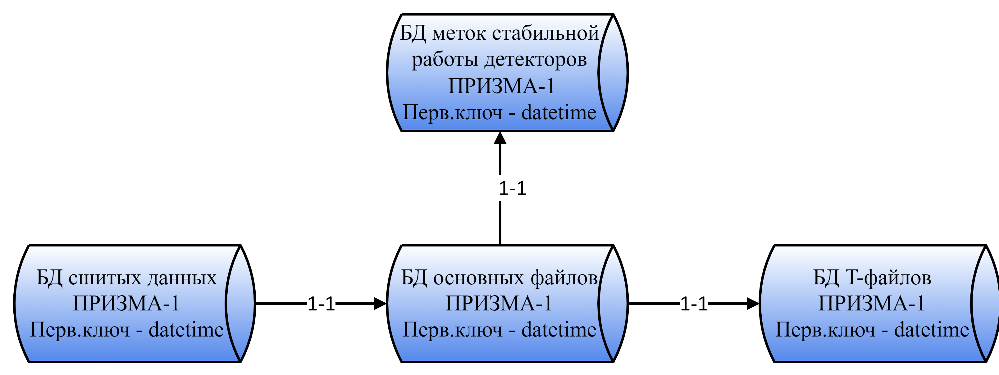 БД меток стабильной
работы детекторов
ПРИЗМА-1
Перв.ключ - datetime
1-1
БД сшитых данных
ПРИЗМА-1
Перв.ключ - datetime
1-1
БД основных файлов
ПРИЗМА-1
Перв.ключ - datetime
1-1
БД Т-файлов
ПРИЗМА-1
Перв.ключ - datetime